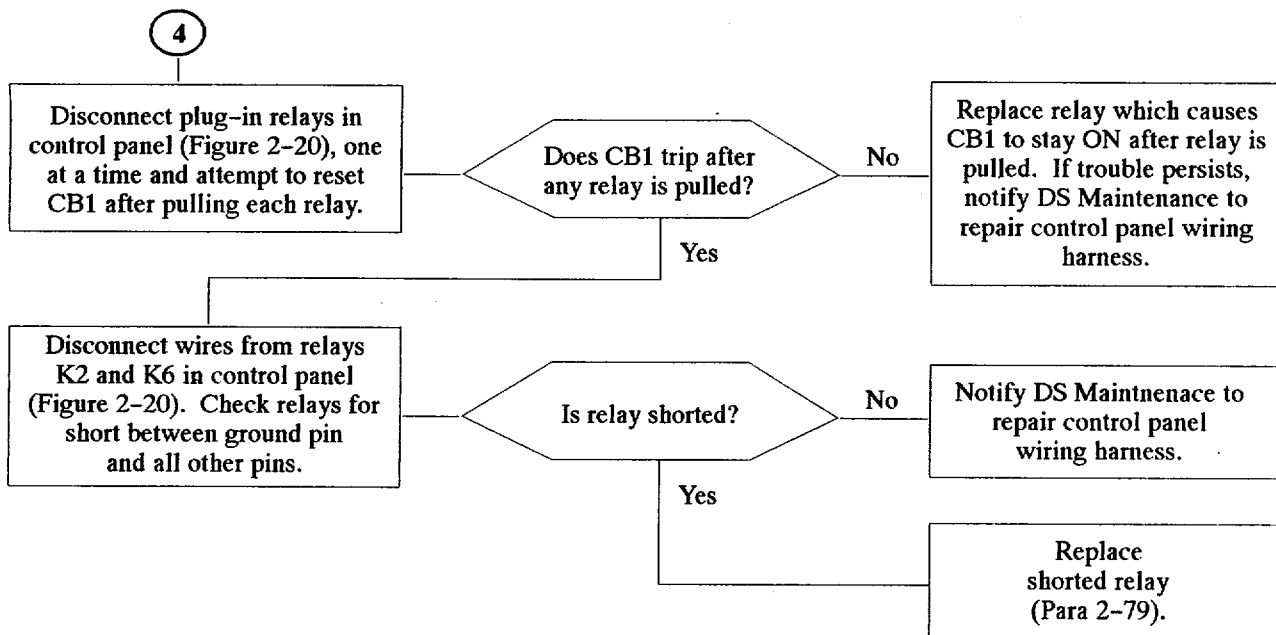 4
Disconnect plug-in relays in
control panel (Figure 2-20), one
at a time and attempt to reset
CB1 after pulling each relay.
Does CB1 trip after
any relay is pulled?
No
Replace relay which causes
CB1 to stay ON after relay is
pulled. If trouble persists,
notify DS Maintenance to
repair control panel wiring
harness.
Yes
Disconnect wires from relays
K2 and K6 in control panel
(Figure 2-20). Check relays for
short between ground pin
and all other pins.
Is relay shorted?
No
Notify DS Maintnenace to
repair control panel
wiring harness.
Yes
Replace
shorted relay
(Para 2-79).